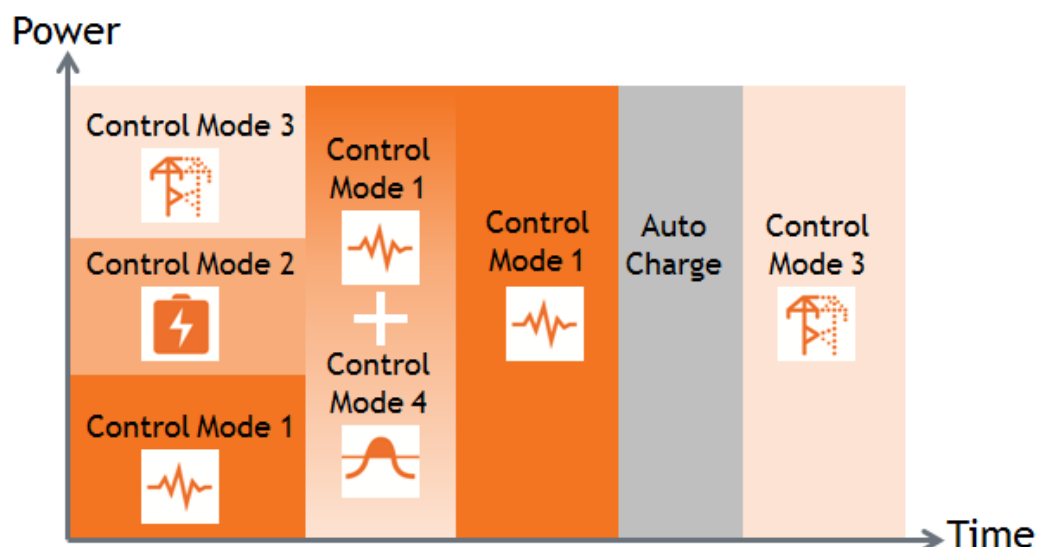 Power
Control Mode 3
Control Mode 2
Control Mode 1
Control
Mode 1
+
Control
Mode 4
Control
Mode 1
Auto
Charge
Control
Mode 3
Time